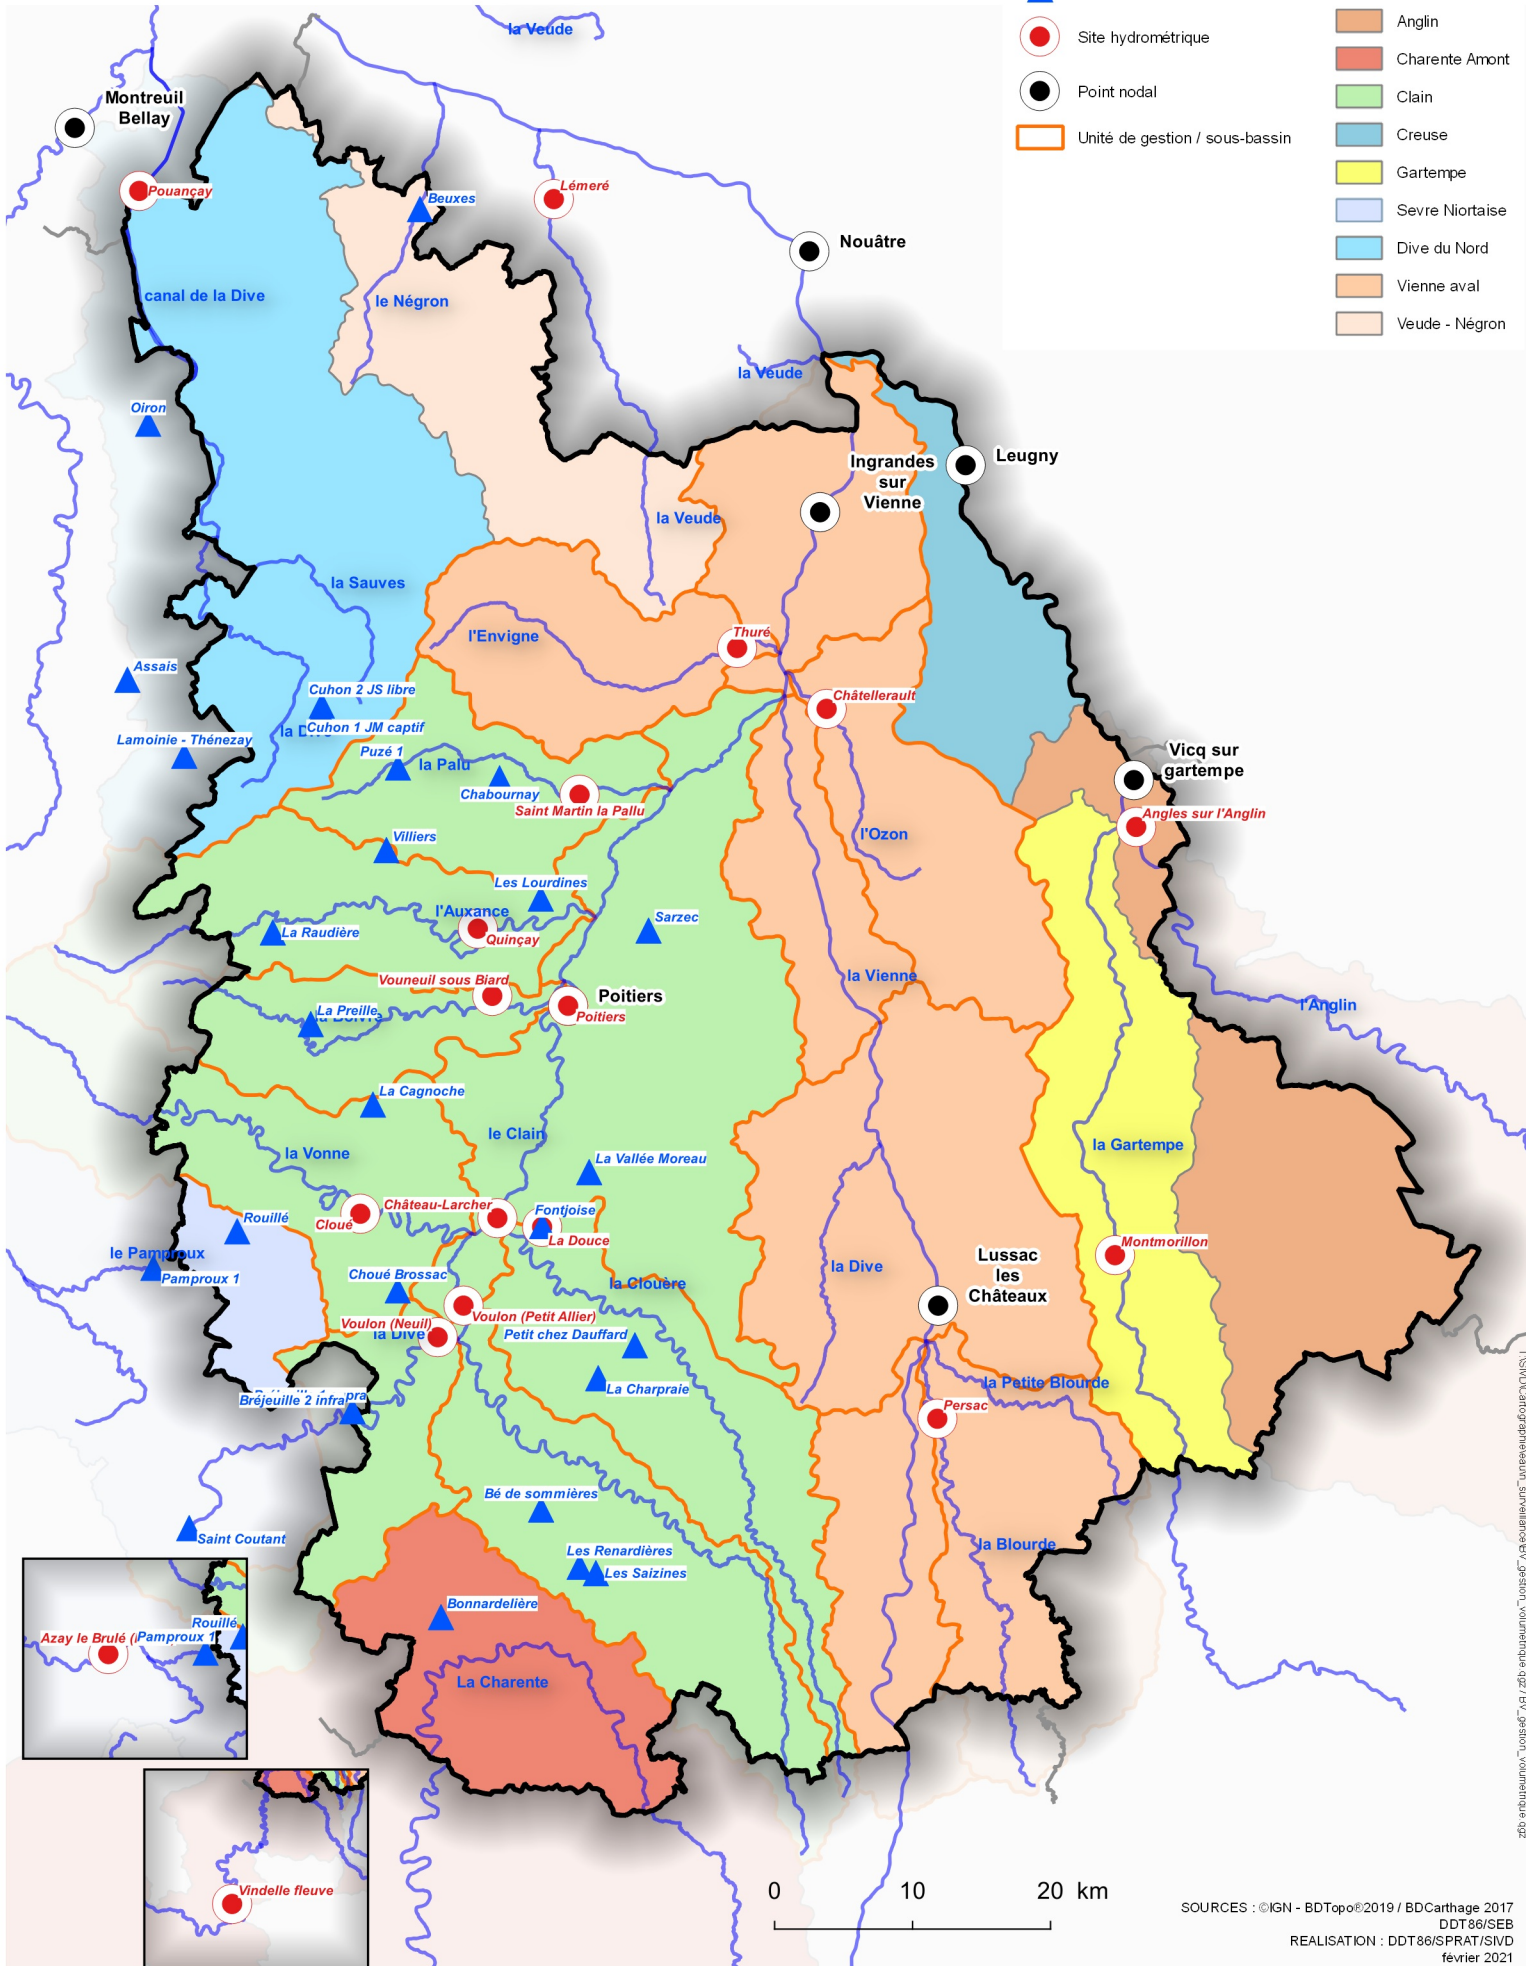 la Veude
Site hydrométrique
Point nodal
Unité de gestion / sous-bassin
Anglin
Charente Amont
Clain
Creuse
Gartempe
Sevre Niortaise
Dive du Nord
Vienne aval
Veude - Négron
Montreuil
Bellay
Pouançay
Beuxes
Lémeré
Nouâtre
canal de la Dive
le Négron
la Veude
Oiron
Ingrandes
sur
Vienne
Leugny
la Veude
la Sauves
l'Envigne
Thuré
Assais
Cuhon 2 JS libre
Châtellerault
Cuhon 1 JM captif
Lamoinie - Thénezay
Puzé 1
la Palu
Vicq sur
gartempe
Chabournay
Saint Martin la Pallu
Angles sur l'Anglin
Villiers
l'Ozon
Les Lourdines
l'Auxance
Sarzec
La Raudière
Quinçay
Vouneuil sous Biard
la Vienne
Poitiers
Poitiers
La Preille
l'Anglin
La Cagnoche
le Clain
la Vonne
la Gartempe
La Vallée Moreau
Château-Larcher
Cloué
Fontjoise
La Douce
Rouillé
le Pamproux
Pamproux 1
Montmorillon
Lussac
les
Châteaux
la Dive
Choué Brossac
la Clouère
Voulon (Petit Allier)
Voulon (Neuil)
la Dive
Petit chez Dauffard
La Charpraie
la Petite Blourde
Bréjeuille 2 infra
Persac
Bé de sommières
Saint Coutant
Les Renardières
Les Saizines
la Blourde
Bonnardelière
La Charente
Rouillé
Azay le Brulé
Pamproux 1
Vindelle fleuve
0 10 20 km
SOURCES : ©IGN - BDTopo®2019 / BDCarthage 2017
DDT86/SEB
REALISATION : DDT86/SPRAT/SIVD
février 2021